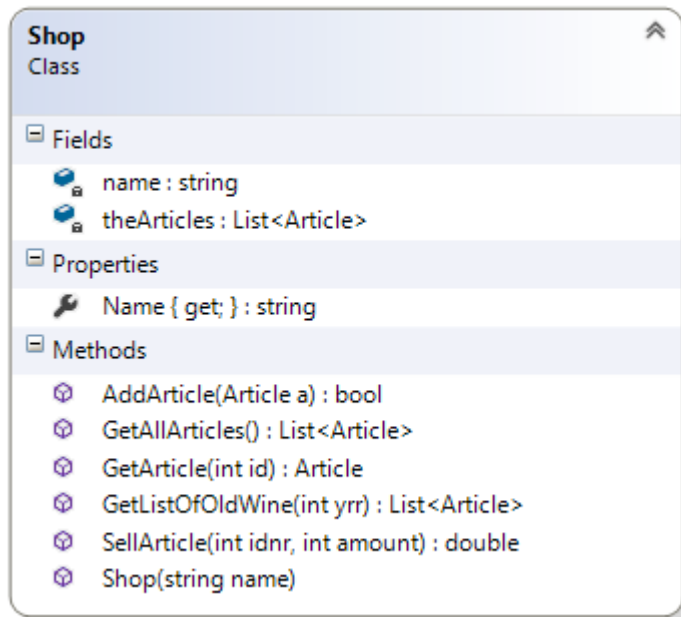 Shop
Class
Fields
name : string
theArticles : List<Article>
Properties
Name { get; } : string
Methods
AddArticle(Article a) : bool
GetAllArticles() : List<Article>
GetArticle(int id) : Article
GetListOfOldWine(int yrr) : List<Article>
SellArticle(int idnr, int amount) : double
Shop(string name)